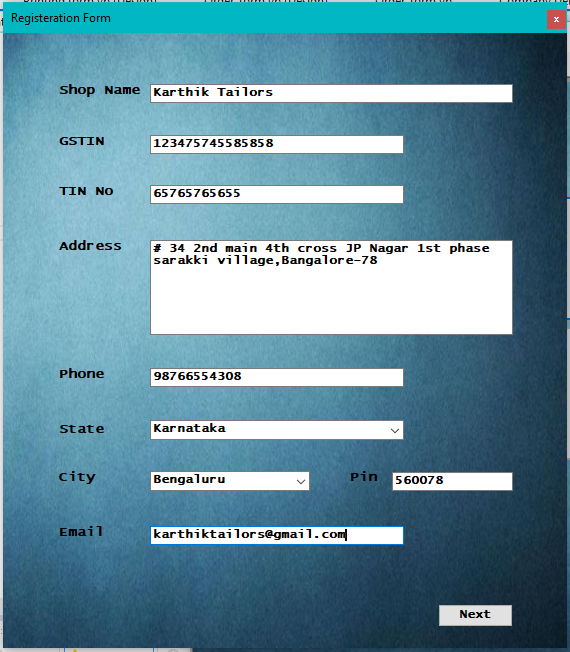 Registeration Form
x
Shop Name Karthik Tailors
GSTIN 123475745585858
TIN No 65765765655
Address # 34 2nd main 4th cross JP Nagar 1st phase
sarakki village,Bangalore-78
Phone 98766554308
State Karnataka
City Bengaluru Pin 560078
Email karthiktailors@gmail.com
Next